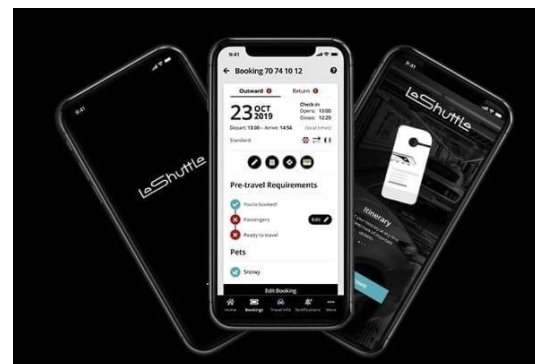 9:41
LeShuttle
9:41
Booking 70 74 10 12
Outward
Return
23 OCT 2019
Check-in
Opens: 10:00
Closes: 12:20
Depart: 13:00 – Arrive: 14:56
(local times)
Standard
Pre-travel Requirements
You're booked!
Passengers
Edit
Ready to travel
Pets
Snowy
Edit Booking
Home
Bookings
Travel Info
Notifications
More
9:41
LeShuttle
Itinerary